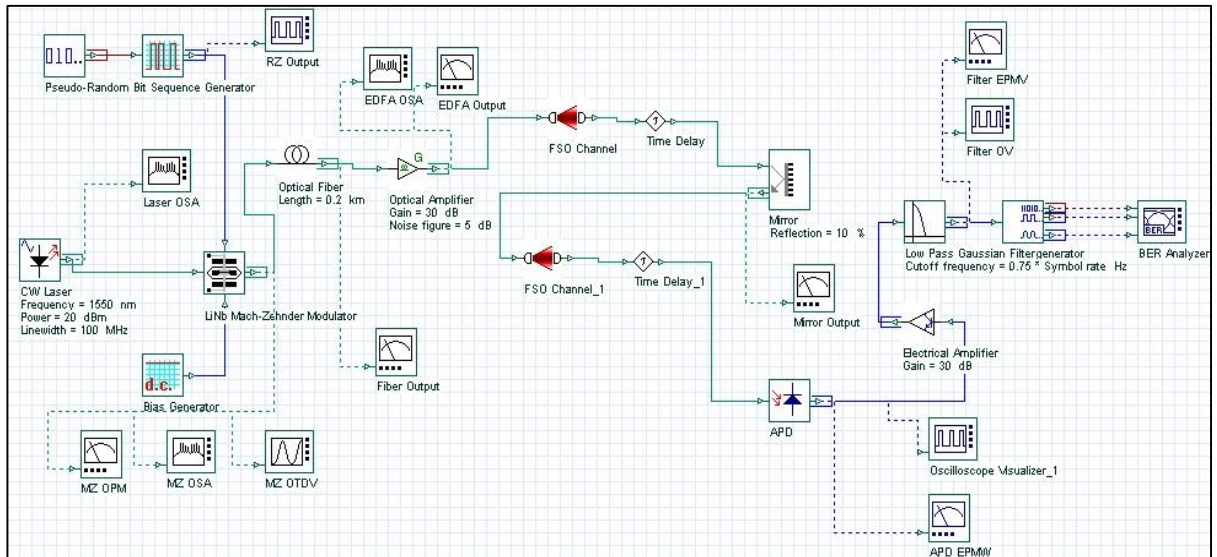 RZ Output
Pseudo-Random Bit Sequence Generator
EDFA OSA
EDFA Output
Filter EPMV
Filter OV
FSO Channel
Time Delay
Laser OSA
Optical Fiber
Length = 0.2 km
Optical Amplifier
Gain = 30 dB
Noise figure = 5 dB
Mirror
Reflection = 10 %
CW Laser
Frequency = 1550 nm
Power = 20 dBm
Linewidth = 100 MHz
LiNb Mach-Zehnder Modulator
FSO Channel_1
Time Delay_1
Mirror Output
Low Pass Gaussian Filtergenerator
Cutoff frequency = 0.75 * Symbol rate Hz
BER
BER Analyzer
Electrical Amplifier
Gain = 30 dB
Fiber Output
d.c.
Bias Generator
APD
MZ OPM
MZ OSA
MZ OTDV
Oscilloscope Visualizer_1
APD EPMW